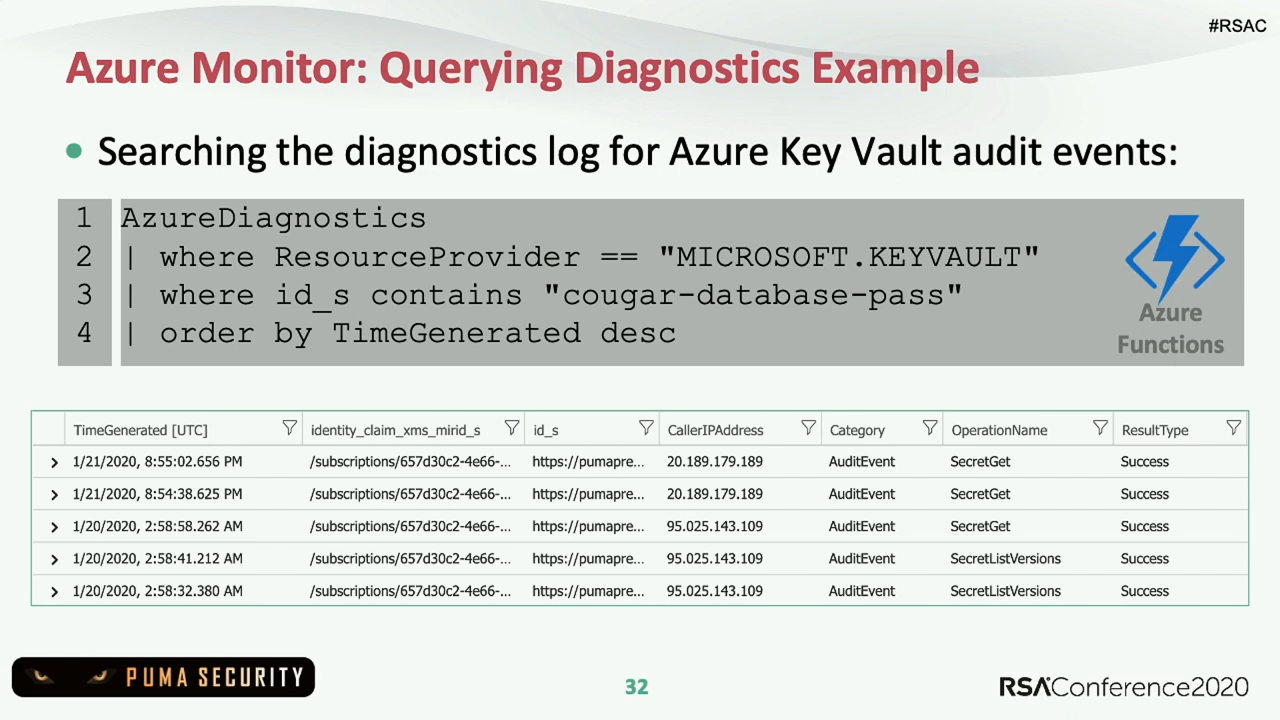 #RSAC
Azure Monitor: Querying Diagnostics Example
• Searching the diagnostics log for Azure Key Vault audit events:
1 AzureDiagnostics
2 | where ResourceProvider == "MICROSOFT.KEYVAULT"
3 | where id_s contains "cougar-database-pass"
4 | order by TimeGenerated desc
Azure
Functions
TimeGenerated [UTC] identity_claim_xms_mirid_s id_s CallerIPAddress Category OperationName ResultType
1/21/2020, 8:55:02.656 PM /subscriptions/657d30c2-4e66-... https://pumapre... 20.189.179.189 AuditEvent SecretGet Success
1/21/2020, 8:54:38.625 PM /subscriptions/657d30c2-4e66-... https://pumapre... 20.189.179.189 AuditEvent SecretGet Success
1/20/2020, 2:58:58.262 AM /subscriptions/657d30c2-4e66-... https://pumapre... 95.025.143.109 AuditEvent SecretGet Success
1/20/2020, 2:58:41.212 AM /subscriptions/657d30c2-4e66-... https://pumapre... 95.025.143.109 AuditEvent SecretListVersions Success
1/20/2020, 2:58:32.380 AM /subscriptions/657d30c2-4e66-... https://pumapre... 95.025.143.109 AuditEvent SecretListVersions Success
PUMA SECURITY
32
RSAConference2020